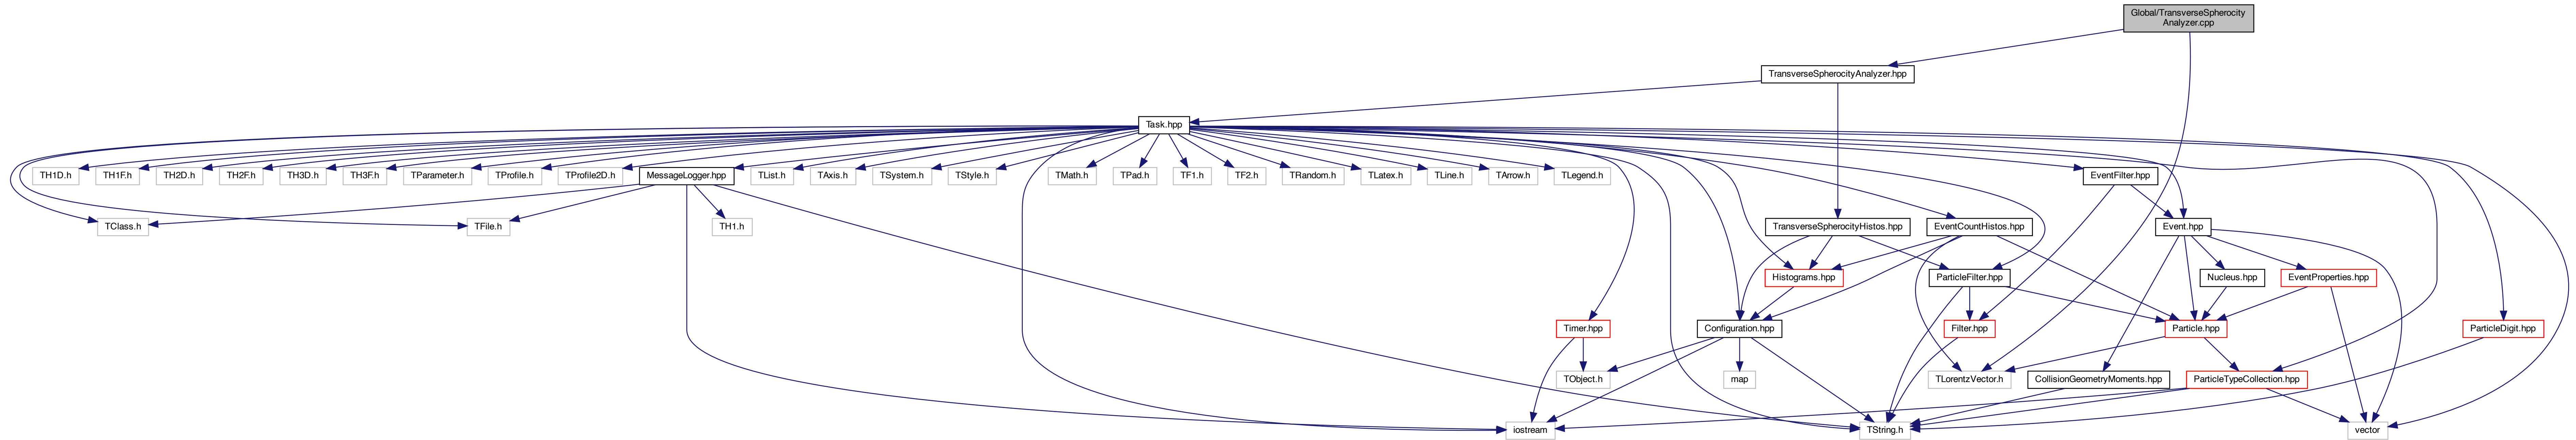 Global/TransverseSpherocity
Analyzer.cpp
TransverseSpherocityAnalyzer.hpp
Task.hpp
TH1D.h
TH1F.h
TH2D.h
TH2F.h
TH3D.h
TH3F.h
TParameter.h
TProfile.h
TProfile2D.h
MessageLogger.hpp
TList.h
TAxis.h
TSystem.h
TStyle.h
TMath.h
TPad.h
TF1.h
TF2.h
TRandom.h
TLatex.h
TLine.h
TArrow.h
TLegend.h
EventFilter.hpp
TClass.h
TFile.h
TH1.h
TransverseSpherocityHistos.hpp
EventCountHistos.hpp
Event.hpp
Histograms.hpp
ParticleFilter.hpp
Nucleus.hpp
EventProperties.hpp
Timer.hpp
Configuration.hpp
Filter.hpp
Particle.hpp
ParticleDigit.hpp
TObject.h
map
TLorentzVector.h
CollisionGeometryMoments.hpp
ParticleTypeCollection.hpp
iostream
TString.h
vector